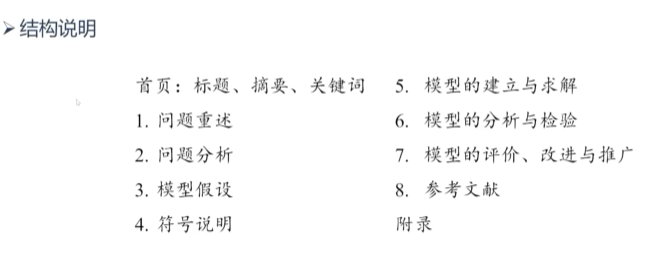 ➤结构说明
首页：标题、摘要、关键词
1. 问题重述
2. 问题分析
3. 模型假设
4. 符号说明
5. 模型的建立与求解
6. 模型的分析与检验
7. 模型的评价、改进与推广
8. 参考文献
附录